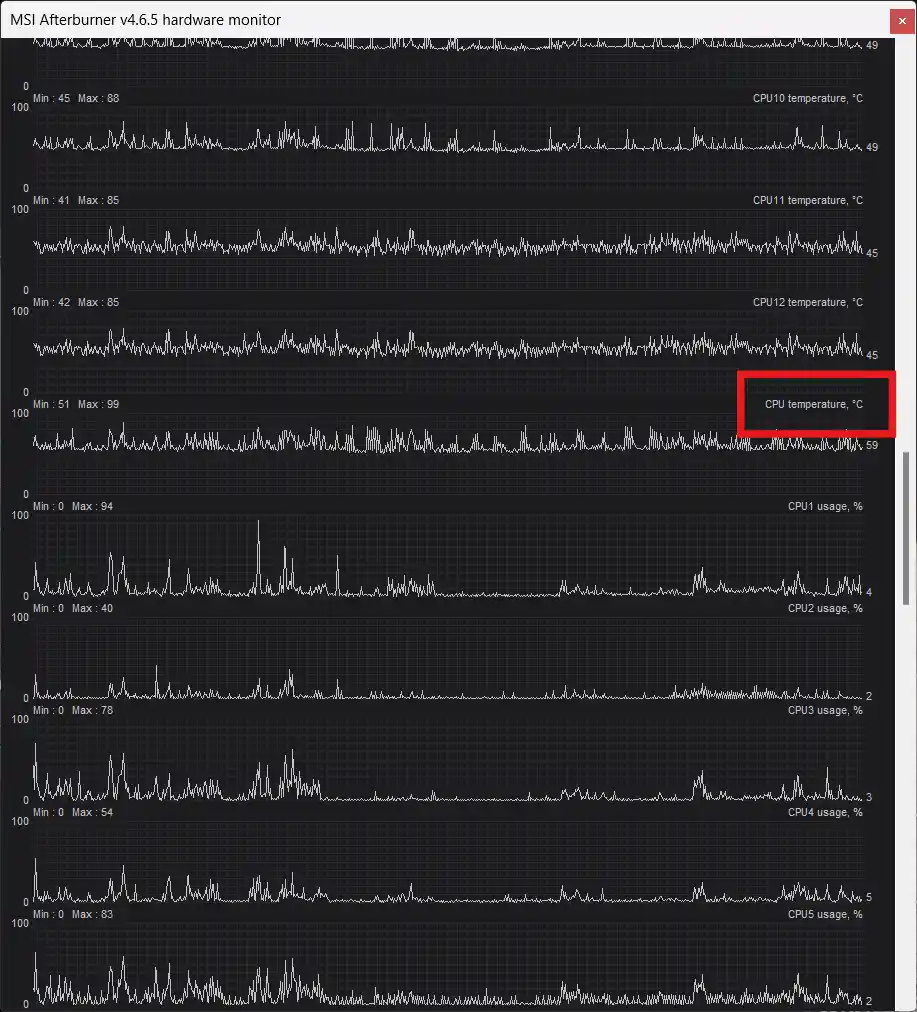 MSI Afterburner v4.6.5 hardware monitor
49
0
Min : 45 Max : 88 CPU10 temperature, °C
100
49
0
Min : 41 Max : 85 CPU11 temperature, °C
100
45
0
Min : 42 Max : 85 CPU12 temperature, °C
100
45
0
Min : 51 Max : 99 CPU temperature, °C
100
59
0
Min : 0 Max : 94 CPU1 usage, %
100
4
0
Min : 0 Max : 40 CPU2 usage, %
100
2
0
Min : 0 Max : 78 CPU3 usage, %
100
3
0
Min : 0 Max : 54 CPU4 usage, %
100
5
0
Min : 0 Max : 83 CPU5 usage, %
100
2
0